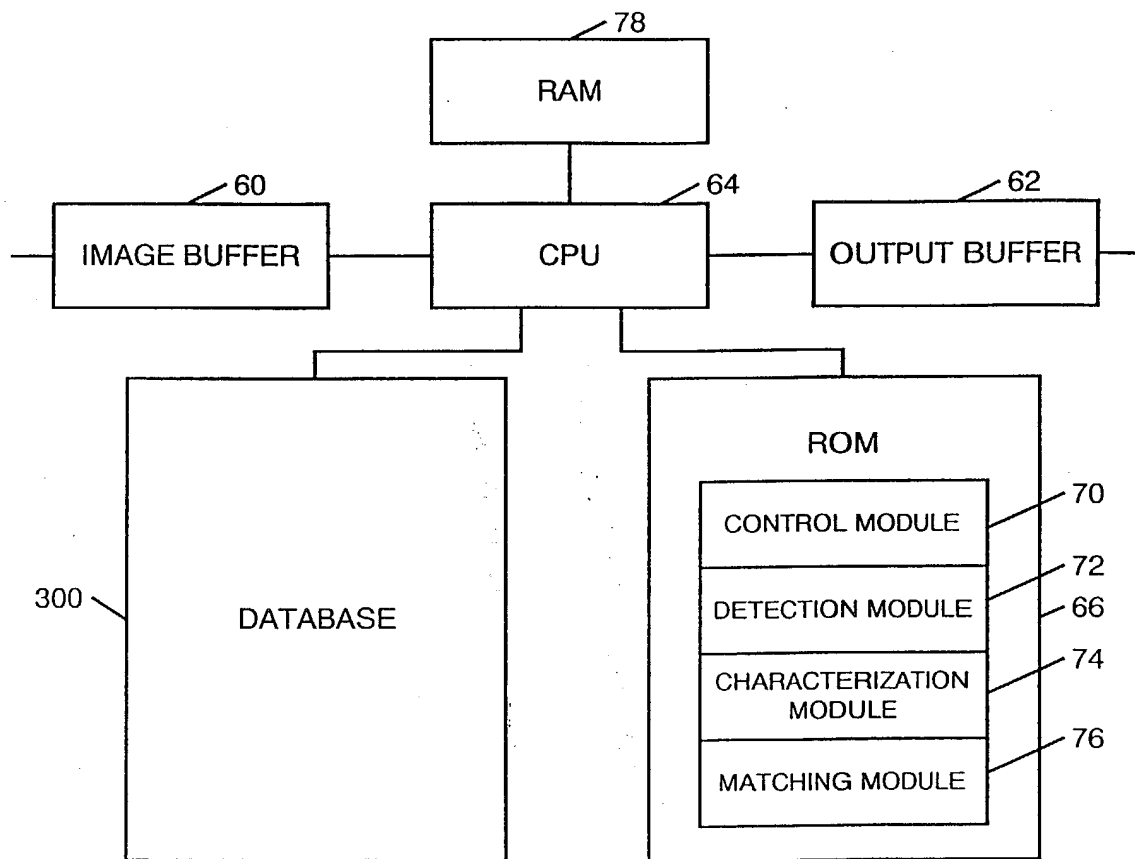 78
RAM
60
64
62
IMAGE BUFFER
CPU
OUTPUT BUFFER
ROM
70
CONTROL MODULE
72
DETECTION MODULE
300
DATABASE
66
74
CHARACTERIZATION
MODULE
76
MATCHING MODULE